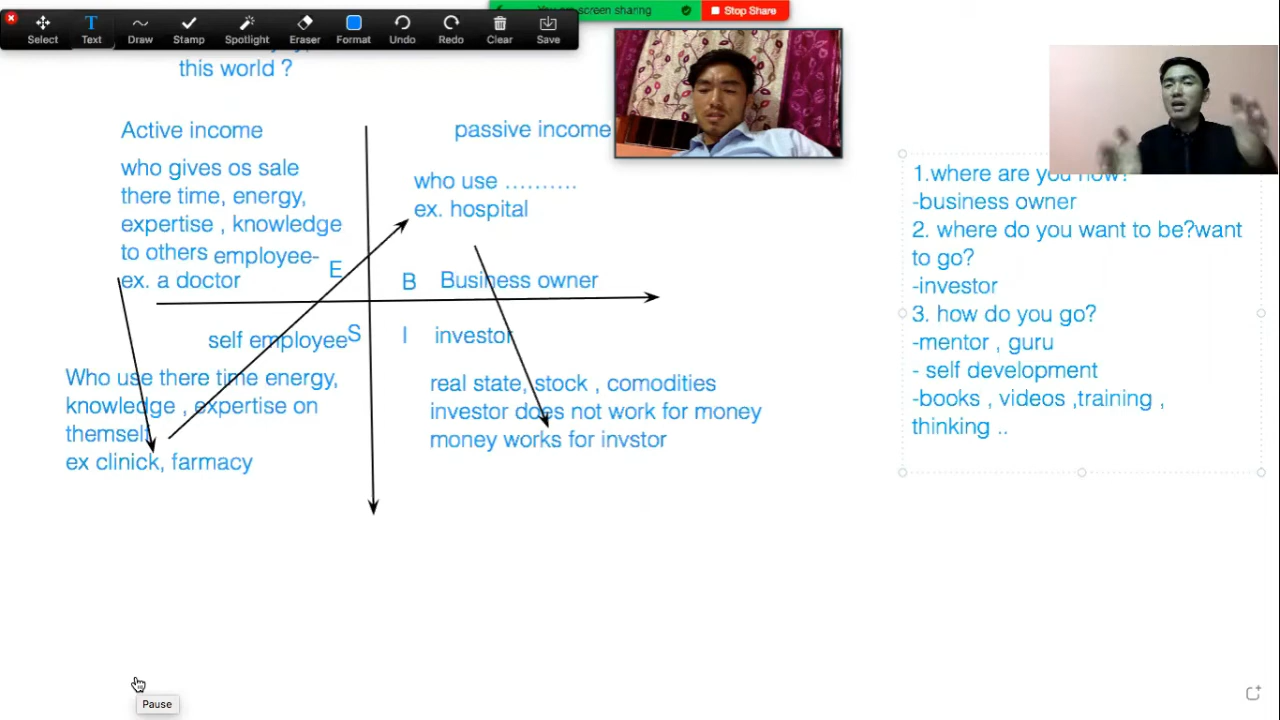 You are screen sharing
Stop Share
Select
Text
Draw
Stamp
Spotlight
Eraser
Format
Undo
Redo
Clear
Save
this world ?
Active income
who gives os sale
there time, energy,
expertise , knowledge
to others employee-
ex. a doctor
E
passive income
who use ……….
ex. hospital
B Business owner
self employee S
Who use there time energy,
knowledge , expertise on
themself
ex clinick, farmacy
I investor
real state, stock , comodities
investor does not work for money
money works for invstor
1.where are you now?
-business owner
2. where do you want to be?want
to go?
-investor
3. how do you go?
-mentor , guru
- self development
-books , videos ,training ,
thinking ..
Pause